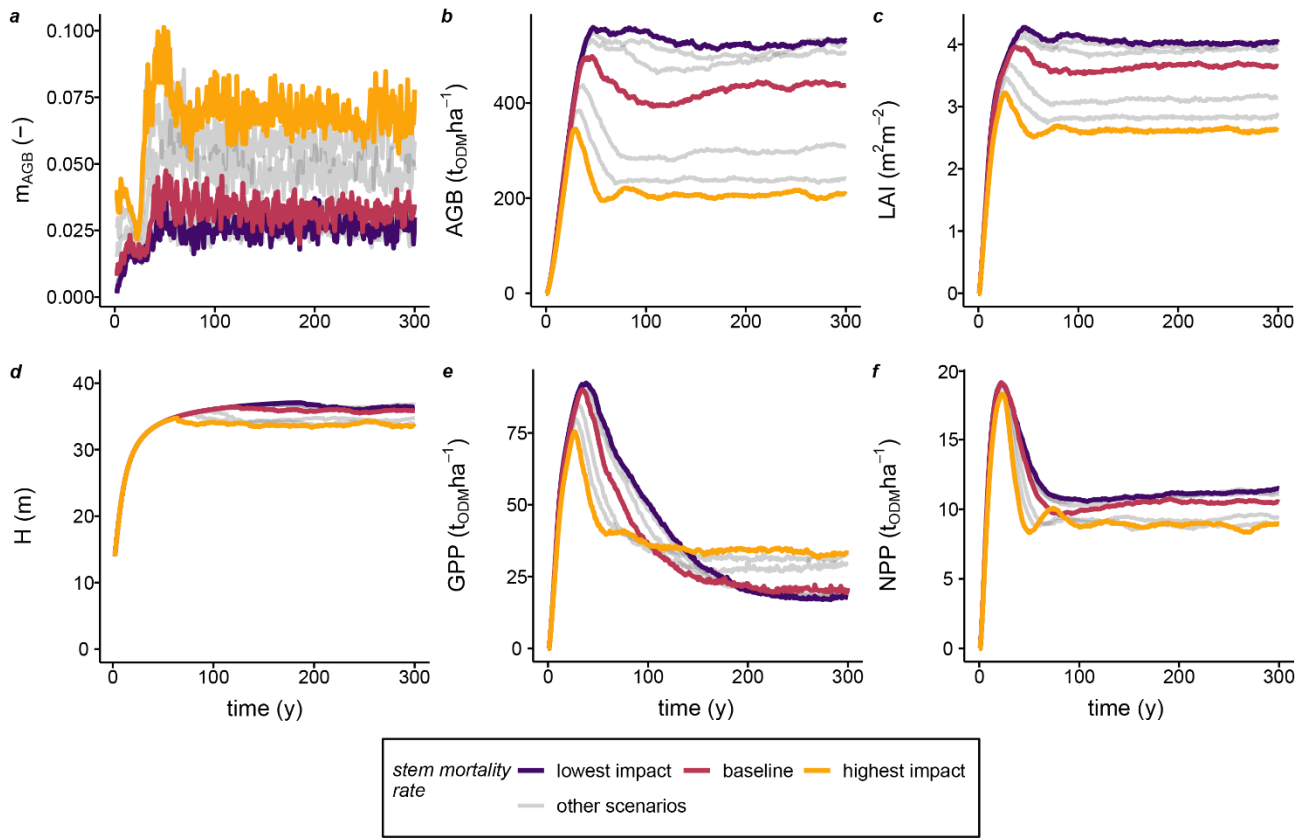 a
b
c
0.100
0.075
0.050
0.025
0.000
m_AGB (−)
0
100
200
300
400
200
0
AGB (t_ODM ha⁻¹)
0
100
200
300
4
3
2
1
0
LAI (m²m⁻²)
0
100
200
300
d
e
f
40
30
20
10
0
H (m)
0
100
200
300
time (y)
75
50
25
0
GPP (t_ODM ha⁻¹)
0
100
200
300
time (y)
20
15
10
5
0
NPP (t_ODM ha⁻¹)
0
100
200
300
time (y)
stem mortality rate
lowest impact
baseline
highest impact
other scenarios